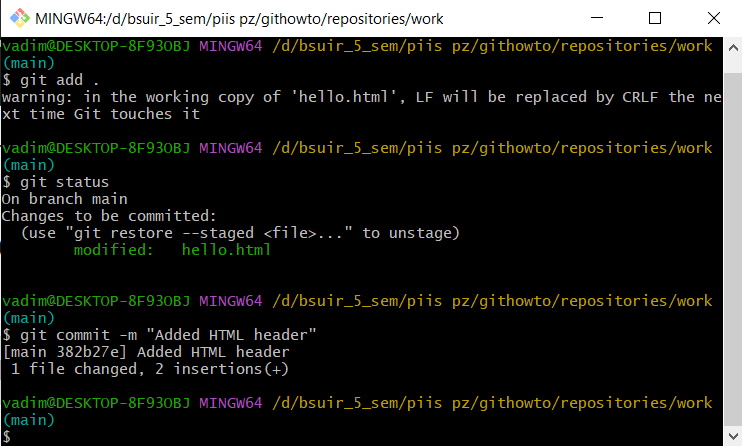 MINGW64:/d/bsuir_5_sem/piis pz/githowto/repositories/work
vadim@DESKTOP-8F93OBJ MINGW64 /d/bsuir_5_sem/piis pz/githowto/repositories/work
(main)
$ git add .
warning: in the working copy of 'hello.html', LF will be replaced by CRLF the ne
xt time Git touches it
vadim@DESKTOP-8F93OBJ MINGW64 /d/bsuir_5_sem/piis pz/githowto/repositories/work
(main)
$ git status
On branch main
Changes to be committed:
  (use "git restore --staged <file>..." to unstage)
        modified:   hello.html
vadim@DESKTOP-8F93OBJ MINGW64 /d/bsuir_5_sem/piis pz/githowto/repositories/work
(main)
$ git commit -m "Added HTML header"
[main 382b27e] Added HTML header
 1 file changed, 2 insertions(+)
vadim@DESKTOP-8F93OBJ MINGW64 /d/bsuir_5_sem/piis pz/githowto/repositories/work
(main)
$